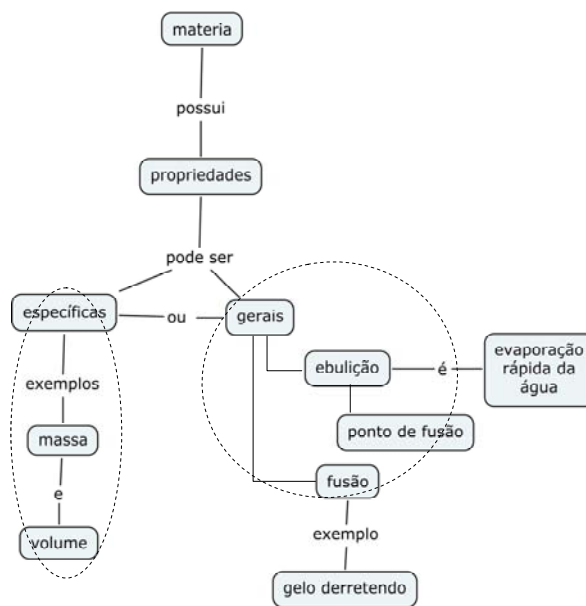 materia
possui
propriedades
pode ser
específicas
ou
gerais
exemplos
massa
e
volume
ebulição
é
evaporação
rápida da
água
ponto de fusão
fusão
exemplo
gelo derretendo